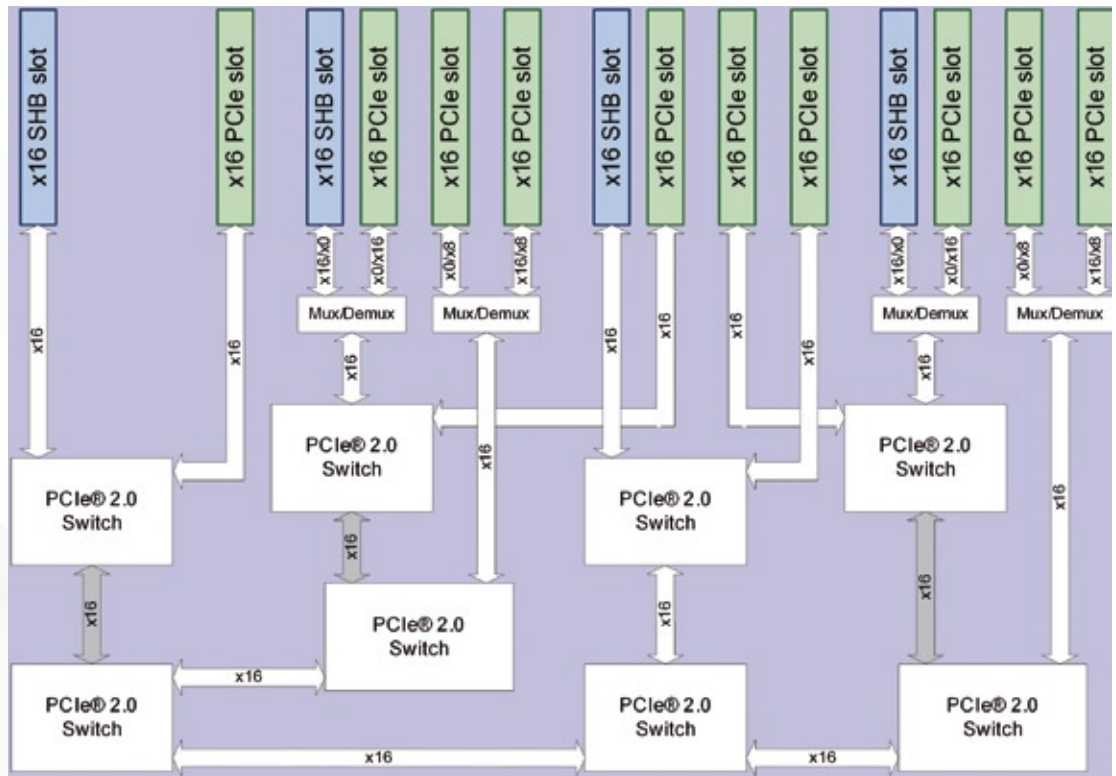 x16 SHB slot
x16 PCIe slot
x16 SHB slot
x16 PCIe slot
x16 PCIe slot
x16 PCIe slot
x16 SHB slot
x16 PCIe slot
x16 PCIe slot
x16 PCIe slot
x16 SHB slot
x16 PCIe slot
x16 PCIe slot
x16 PCIe slot
x16/x0
x0/x16
x0/x8
x16/x8
x16/x0
x0/x16
x0/x8
x16/x8
Mux/Demux
Mux/Demux
Mux/Demux
Mux/Demux
x16
x16
x16
x16
x16
x16
x16
x16
x16
PCIe® 2.0
Switch
PCIe® 2.0
Switch
PCIe® 2.0
Switch
PCIe® 2.0
Switch
x16
x16
x16
x16
PCIe® 2.0
Switch
x16
PCIe® 2.0
Switch
PCIe® 2.0
Switch
PCIe® 2.0
Switch
x16
x16